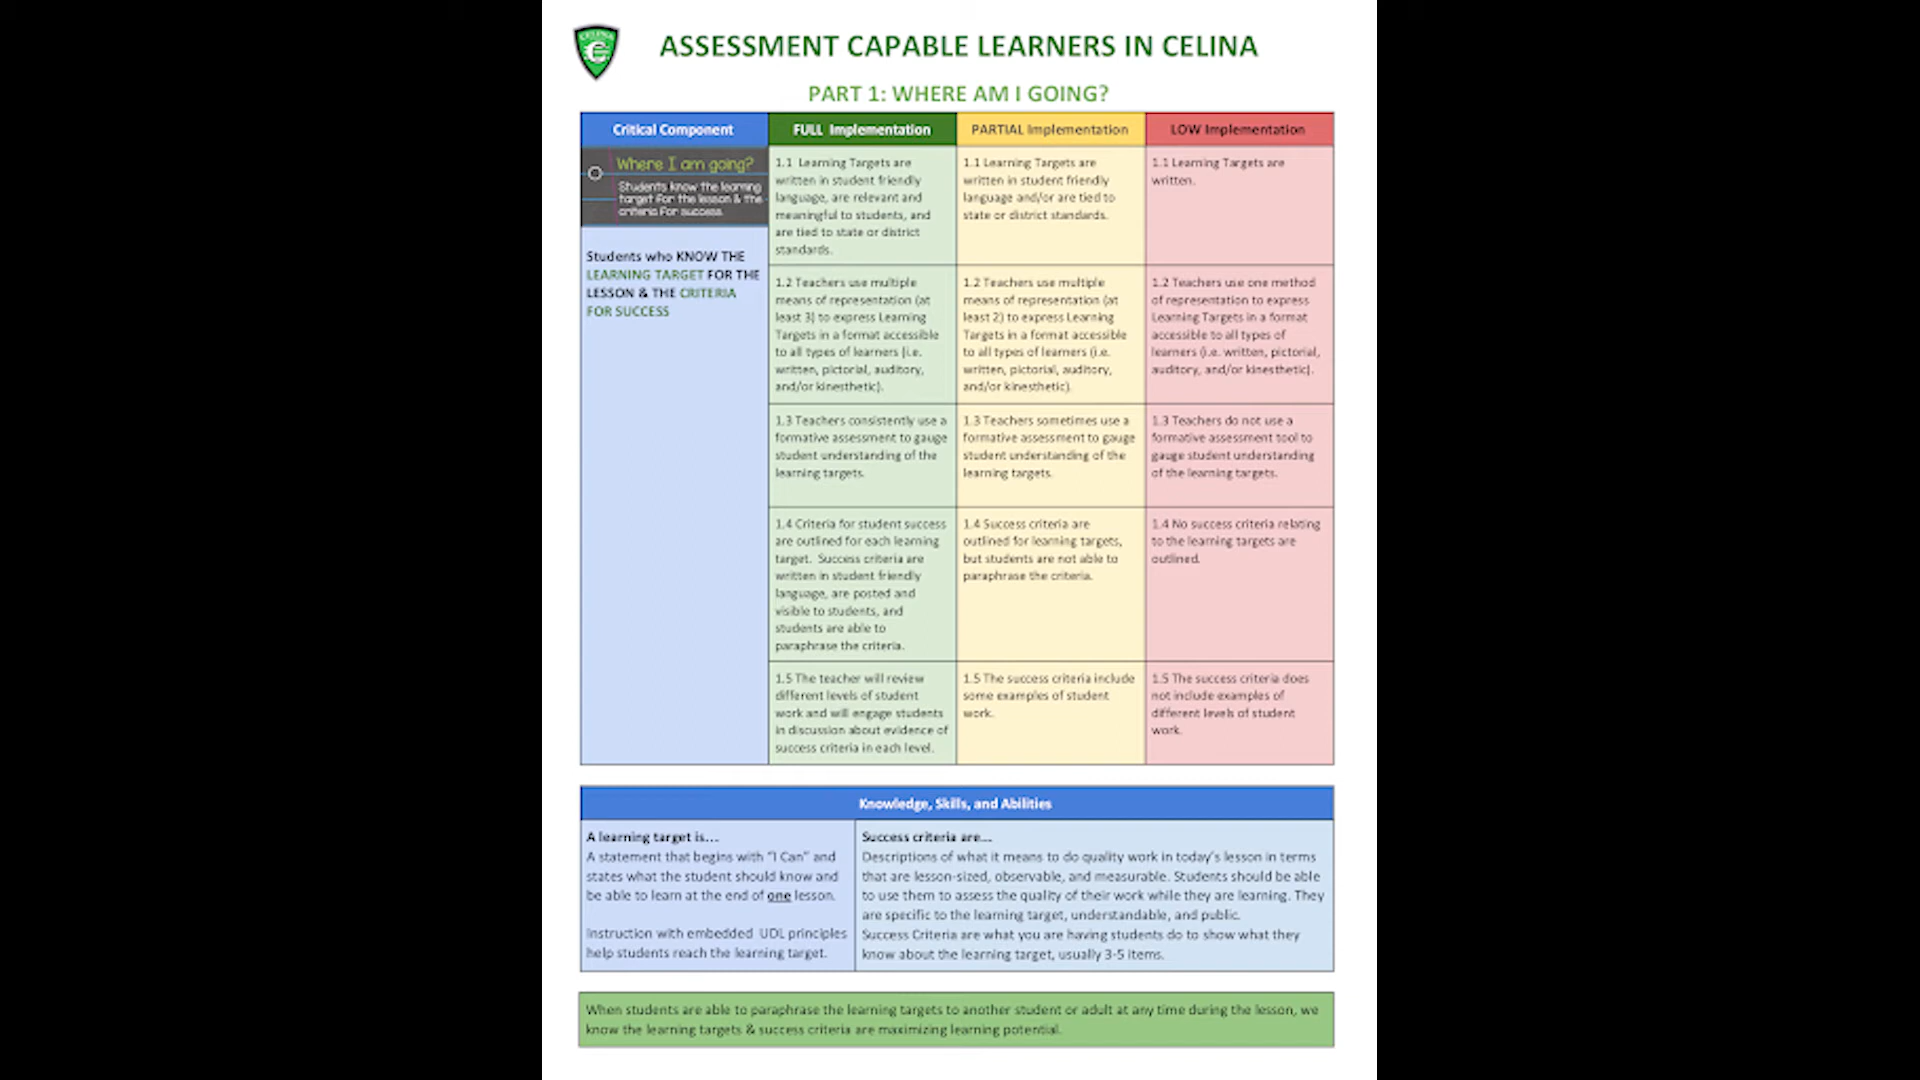 CELINA
ASSESSMENT CAPABLE LEARNERS IN CELINA
PART 1: WHERE AM I GOING?
Critical Component
FULL Implementation
PARTIAL Implementation
LOW Implementation
Where I am going?
Students know the learning
target for the lesson & the
criteria for success.
Students who KNOW THE
LEARNING TARGET FOR THE
LESSON & THE CRITERIA
FOR SUCCESS
1.1 Learning Targets are
written in student friendly
language, are relevant and
meaningful to students, and
are tied to state or district
standards.
1.1 Learning Targets are
written in student friendly
language and/or are tied to
state or district standards.
1.1 Learning Targets are
written.
1.2 Teachers use multiple
means of representation (at
least 3) to express Learning
Targets in a format accessible
to all types of learners (i.e.
written, pictorial, auditory,
and/or kinesthetic).
1.2 Teachers use multiple
means of representation (at
least 2) to express Learning
Targets in a format accessible
to all types of learners (i.e.
written, pictorial, auditory,
and/or kinesthetic).
1.2 Teachers use one method
of representation to express
Learning Targets in a format
accessible to all types of
learners (i.e. written, pictorial,
auditory, and/or kinesthetic).
1.3 Teachers consistently use a
formative assessment to gauge
student understanding of the
learning targets.
1.3 Teachers sometimes use a
formative assessment to gauge
student understanding of the
learning targets.
1.3 Teachers do not use a
formative assessment tool to
gauge student understanding
of the learning targets.
1.4 Criteria for student success
are outlined for each learning
target. Success criteria are
written in student friendly
language, are posted and
visible to students, and
students are able to
paraphrase the criteria.
1.4 Success criteria are
outlined for learning targets,
but students are not able to
paraphrase the criteria.
1.4 No success criteria relating
to the learning targets are
outlined.
1.5 The teacher will review
different levels of student
work and will engage students
in discussion about evidence of
success criteria in each level.
1.5 The success criteria include
some examples of student
work.
1.5 The success criteria does
not include examples of
different levels of student
work.
Knowledge, Skills, and Abilities
A learning target is....
A statement that begins with "I Can" and
states what the student should know and
be able to learn at the end of one lesson.
Instruction with embedded UDL principles
help students reach the learning target.
Success criteria are...
Descriptions of what it means to do quality work in today's lesson in terms
that are lesson-sized, observable, and measurable. Students should be able
to use them to assess the quality of their work while they are learning. They
are specific to the learning target, understandable, and public.
Success Criteria are what you are having students do to show what they
know about the learning target, usually 3-5 items.
When students are able to paraphrase the learning targets to another student or adult at any time during the lesson, we
know the learning targets & success criteria are maximizing learning potential.